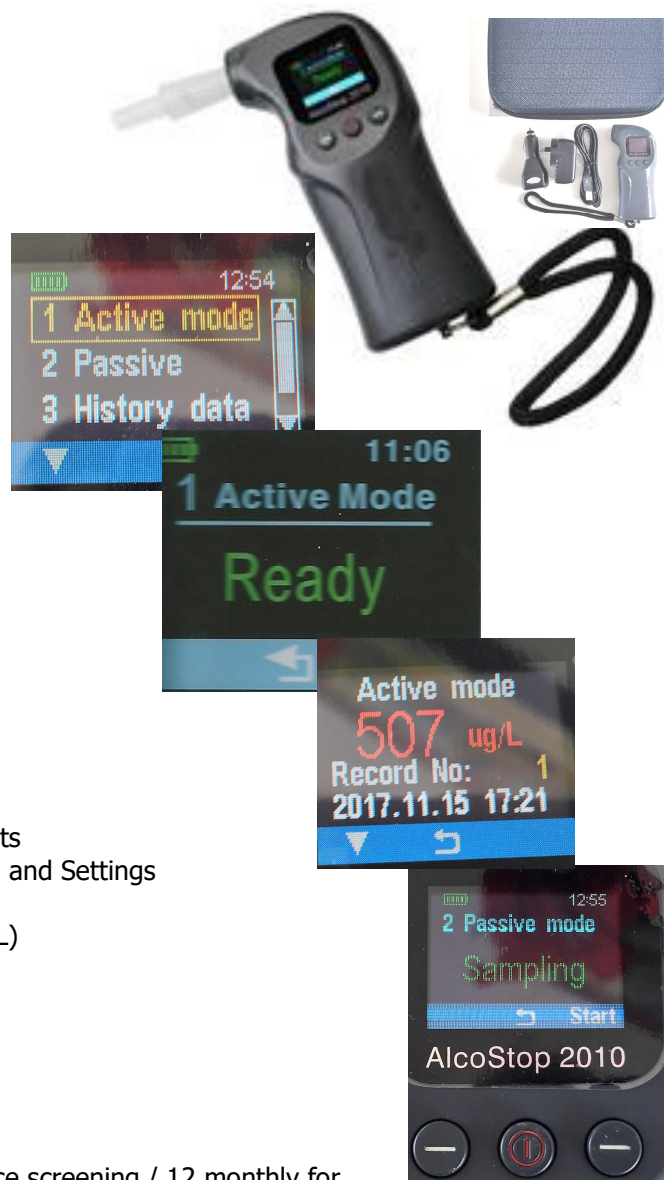 Ready
12:54
1 Active mode
2 Passive
3 History data
11:06
1 Active Mode
Ready
Active mode
507 ug/L
Record No: 1
2017.11.15 17:21
ts
and Settings
L)
12:55
2 Passive mode
Sampling
Start
AlcoStop 2010
ce screening / 12 monthly for